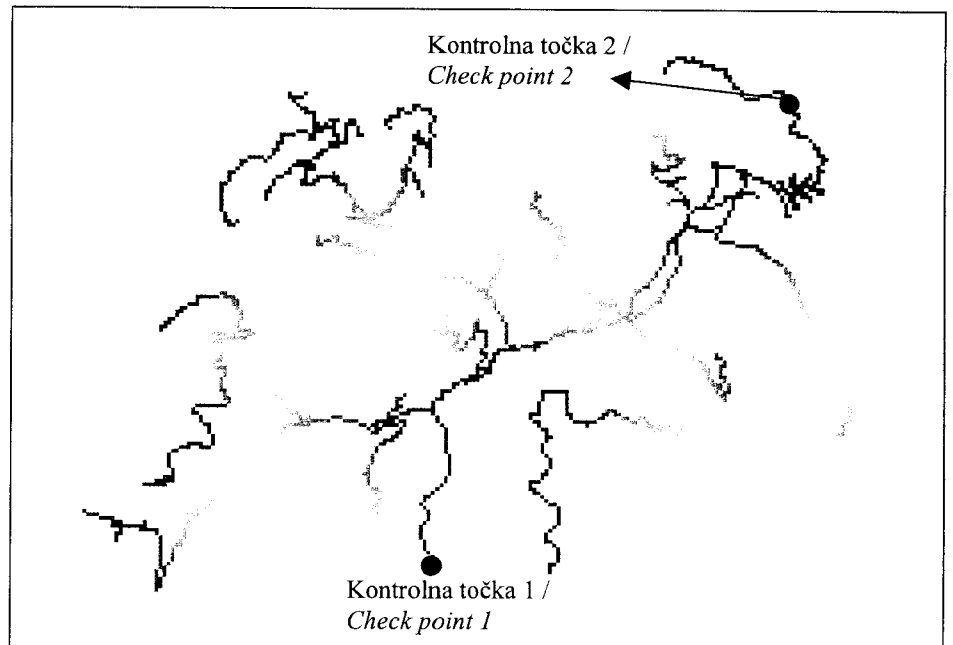 Kontrolna točka 2 /
Check point 2
Kontrolna točka 1 /
Check point 1